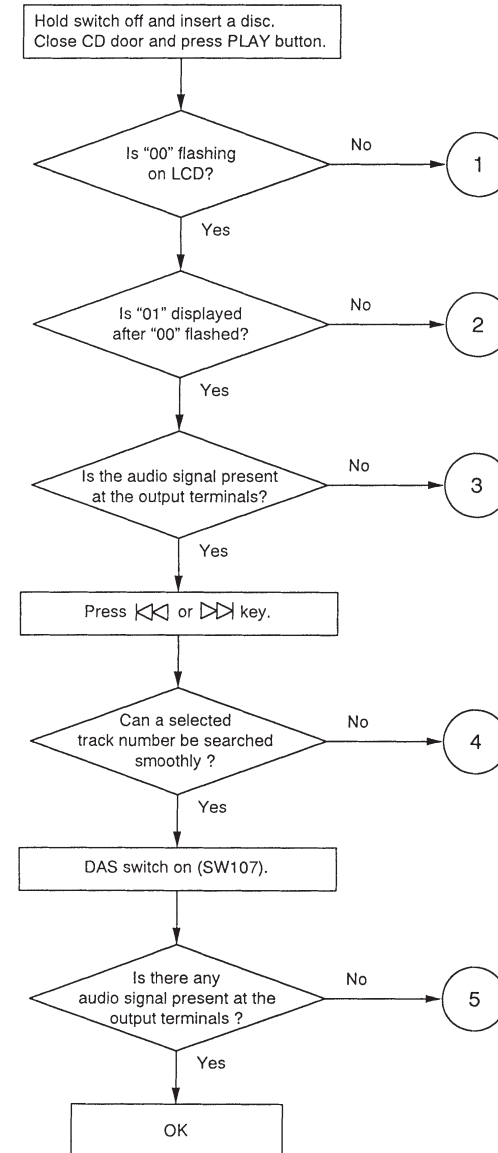 Hold switch off and insert a disc.
Close CD door and press PLAY button.
Is “00” flashing
on LCD?
No
1
Yes
Is “01” displayed
after “00” flashed?
No
2
Yes
Is the audio signal present
at the output terminals?
No
3
Yes
Press or key.
Can a selected
track number be searched
smoothly ?
No
4
Yes
DAS switch on (SW107).
Is there any
audio signal present at the
output terminals ?
No
5
Yes
OK